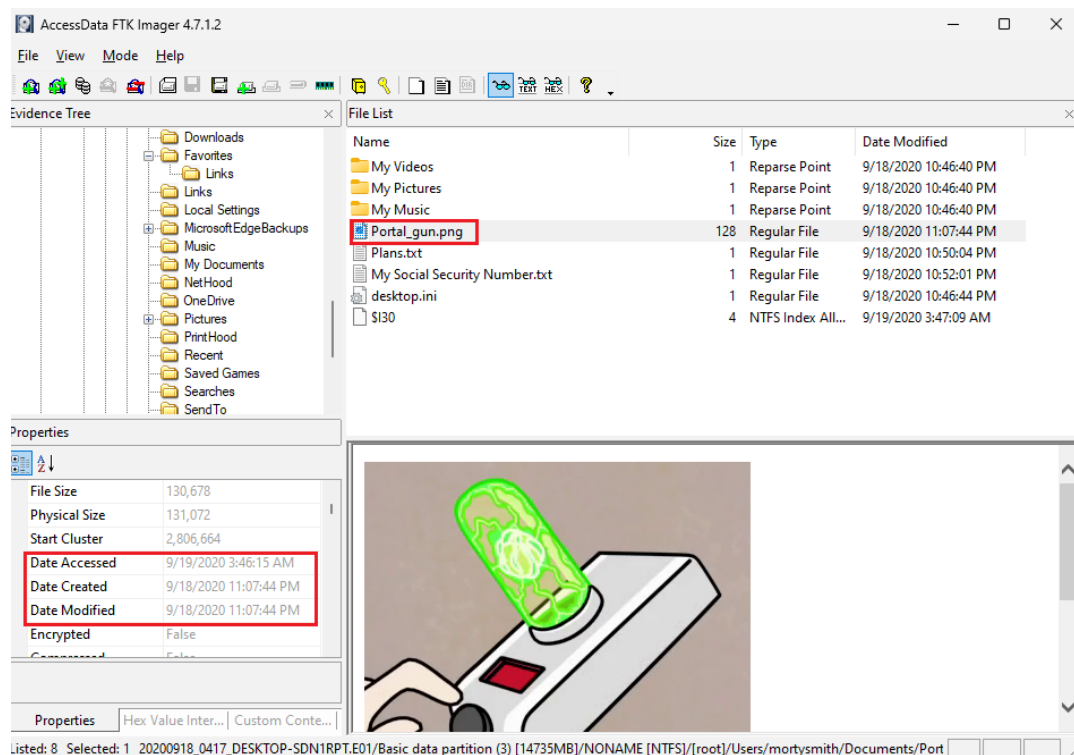 AccessData FTK Imager 4.7.1.2
File View Mode Help
Evidence Tree
Downloads
Favorites
Links
Links
Local Settings
MicrosoftEdgeBackups
Music
My Documents
NetHood
OneDrive
Pictures
PrintHood
Recent
Saved Games
Searches
SendTo
File List
Name Size Type Date Modified
My Videos 1 Reparse Point 9/18/2020 10:46:40 PM
My Pictures 1 Reparse Point 9/18/2020 10:46:40 PM
My Music 1 Reparse Point 9/18/2020 10:46:40 PM
Portal_gun.png 128 Regular File 9/18/2020 11:07:44 PM
Plans.txt 1 Regular File 9/18/2020 10:50:04 PM
My Social Security Number.txt 1 Regular File 9/18/2020 10:52:01 PM
desktop.ini 1 Regular File 9/18/2020 10:46:44 PM
$I30 4 NTFS Index All... 9/19/2020 3:47:09 AM
Properties
File Size 130,678
Physical Size 131,072
Start Cluster 2,806,664
Date Accessed 9/19/2020 3:46:15 AM
Date Created 9/18/2020 11:07:44 PM
Date Modified 9/18/2020 11:07:44 PM
Encrypted False
Properties Hex Value Inter... Custom Conte...
Listed: 8 Selected: 1 20200918_0417_DESKTOP-SDN1RPT.E01/Basic data partition (3) [14735MB]/NONAME [NTFS]/[root]/Users/mortysmith/Documents/Port